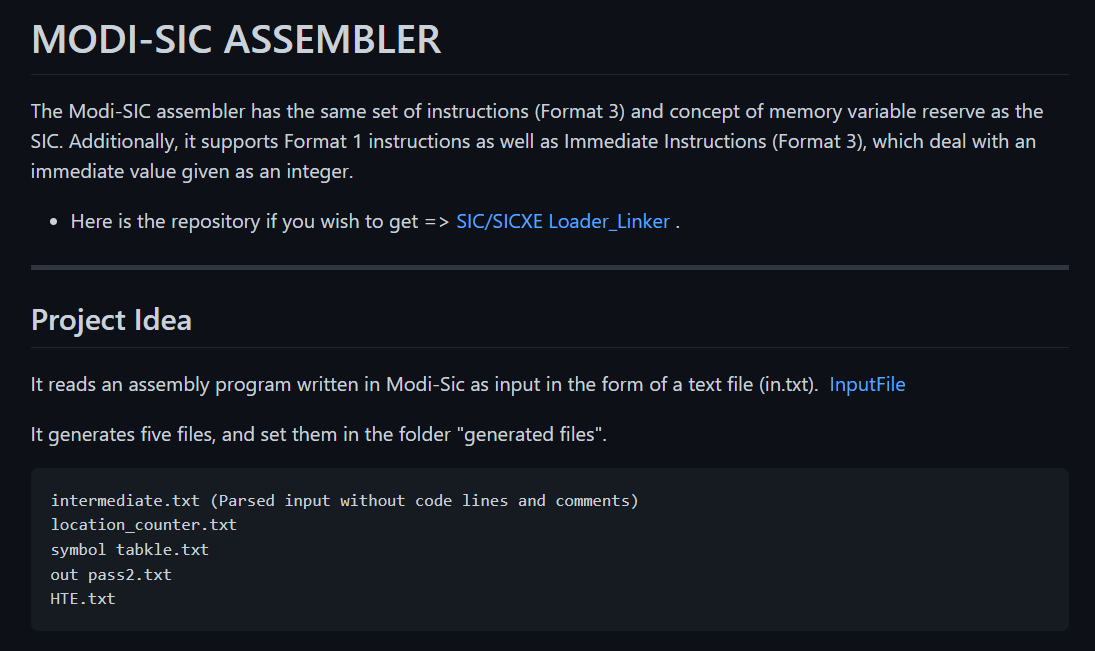 MODI-SIC ASSEMBLER
The Modi-SIC assembler has the same set of instructions (Format 3) and concept of memory variable reserve as the
SIC. Additionally, it supports Format 1 instructions as well as Immediate Instructions (Format 3), which deal with an
immediate value given as an integer.
• Here is the repository if you wish to get => SIC/SICXE Loader_Linker .
Project Idea
It reads an assembly program written in Modi-Sic as input in the form of a text file (in.txt). InputFile
It generates five files, and set them in the folder "generated files".
intermediate.txt (Parsed input without code lines and comments)
location_counter.txt
symbol tabkle.txt
out pass2.txt
HTE.txt